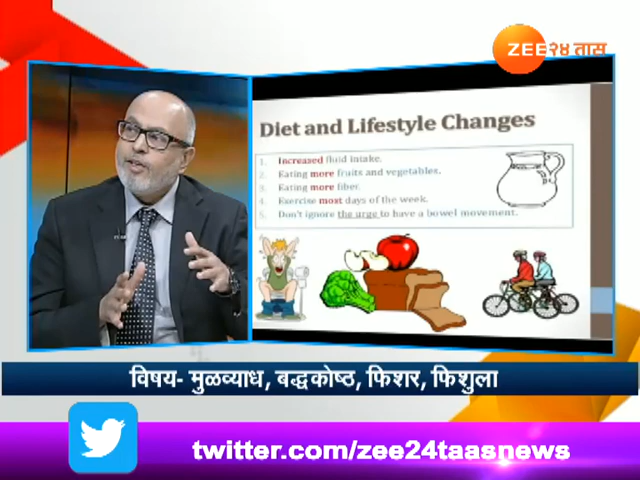 ZEE२४ तास
Diet and Lifestyle Changes
1. Increased fluid intake.
2. Eating more fruits and vegetables.
3. Eating more fiber.
4. Exercise most days of the week.
5. Don't ignore the urge to have a bowel movement.
विषय- मुळव्याध, बद्धकोष्ठ, फिशर, फिशुला
twitter.com/zee24taasnews